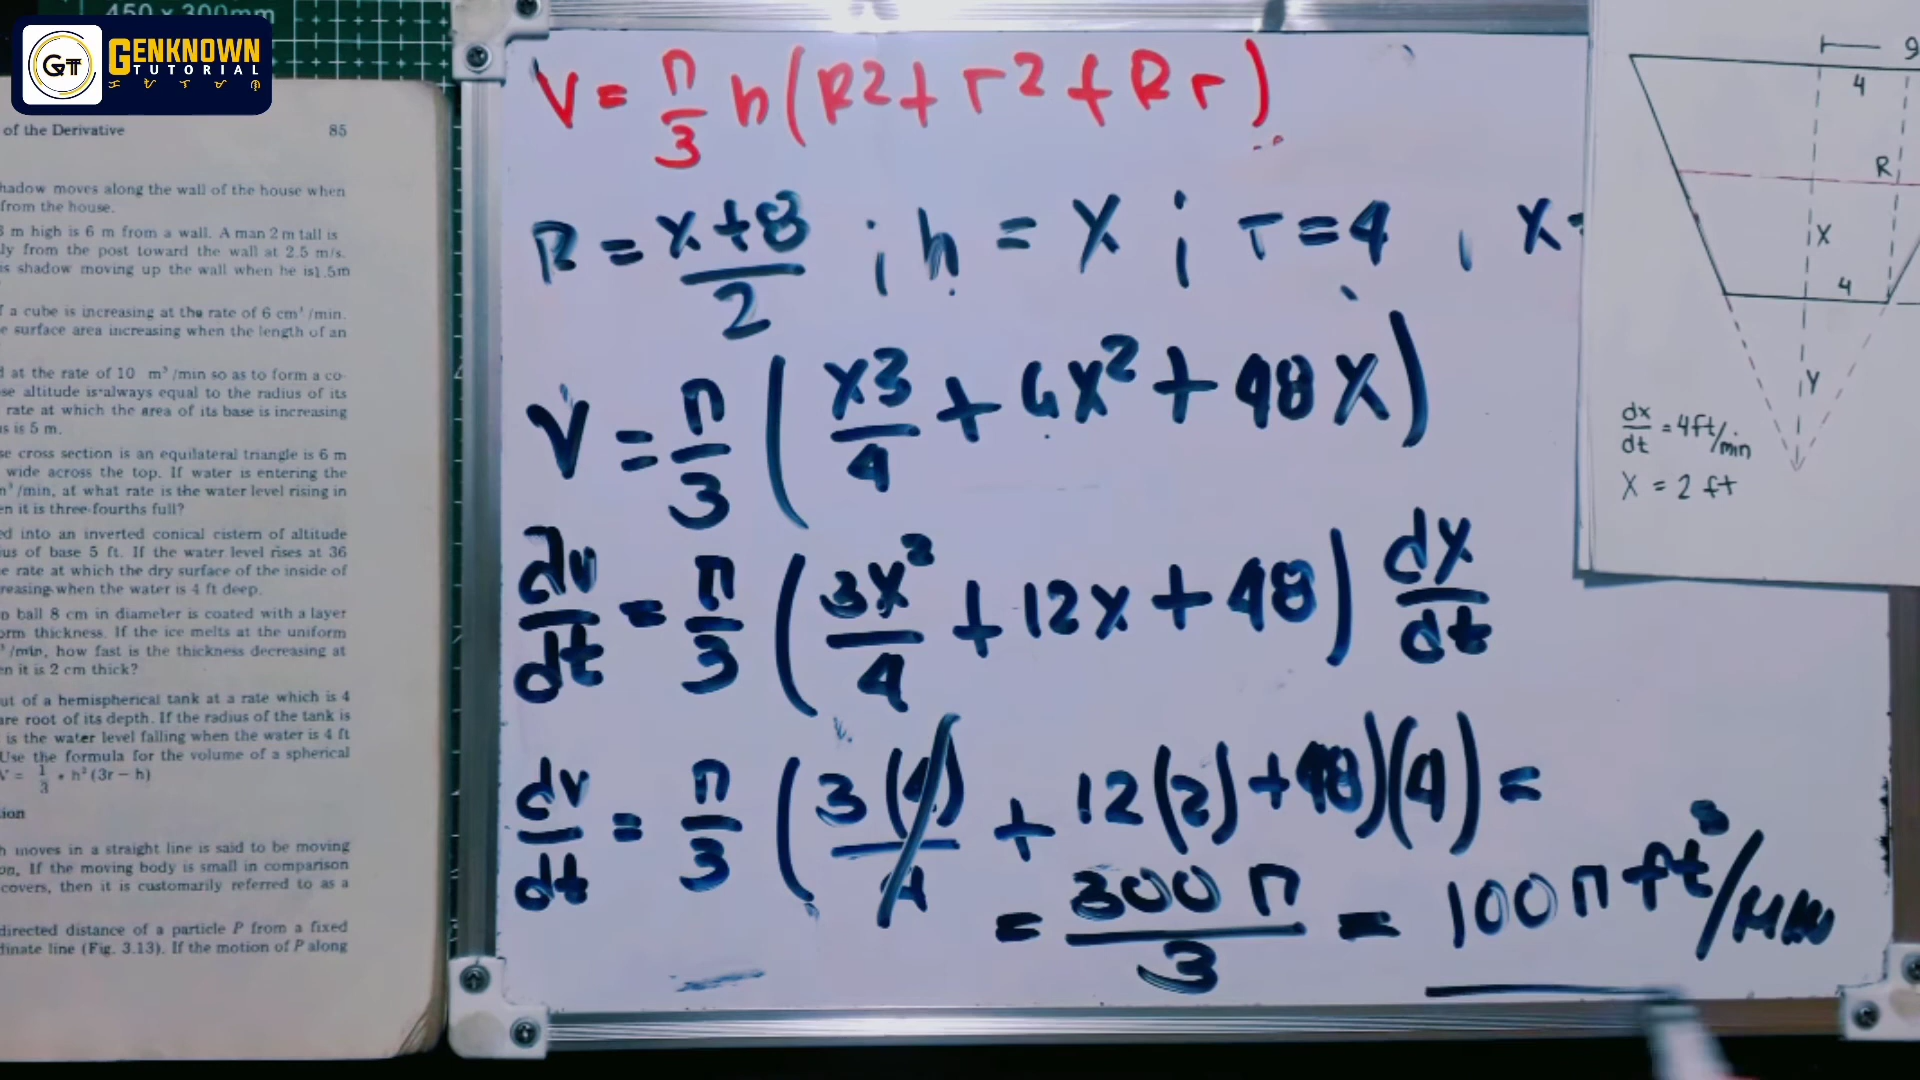 450 x 300mm
GT GENKNOWN
TUTORIAL
of the Derivative 85
hadow moves along the wall of the house when
from the house.
m high is 6 m from a wall. A man 2 m tall is
ly from the post toward the wall at 2.5 m/s.
is shadow moving up the wall when he is 1.5m
f a cube is increasing at the rate of 6 cm³/min.
e surface area increasing when the length of an
d at the rate of 10 m³/min so as to form a co-
se altitude is always equal to the radius of its
rate at which the area of its base is increasing
is is 5 m.
se cross section is an equilateral triangle is 6 m
wide across the top. If water is entering the
m³/min, at what rate is the water level rising in
en it is three-fourths full?
ed into an inverted conical cistern of altitude
ius of base 5 ft. If the water level rises at 36
e rate at which the dry surface of the inside of
reasing when the water is 4 ft deep.
n ball 8 cm in diameter is coated with a layer
orm thickness. If the ice melts at the uniform
³/min, how fast is the thickness decreasing at
en it is 2 cm thick?
ut of a hemispherical tank at a rate which is 4
are root of its depth. If the radius of the tank is
is the water level falling when the water is 4 ft
Use the formula for the volume of a spherical
V = 1/3 • h² (3r – h)
ion
h moves in a straight line is said to be moving
on. If the moving body is small in comparison
covers, then it is customarily referred to as a
directed distance of a particle P from a fixed
dinate line (Fig. 3.13). If the motion of P along
V = π/3 h(R2 + r2 + Rr)
R = x+8/2 ; h = x ; r = 4 , x=
V = π/3 (x3/4 + 6x² + 48x)
dv/dt = π/3 (3x²/4 + 12x + 48) dx/dt
dv/dt = π/3 (3(4)/4 + 12(2) + 48)(4) =
= 300π/3 = 100π ft³/min
9
4
R
X
4
Y
dx/dt = 4ft/min
X = 2 ft